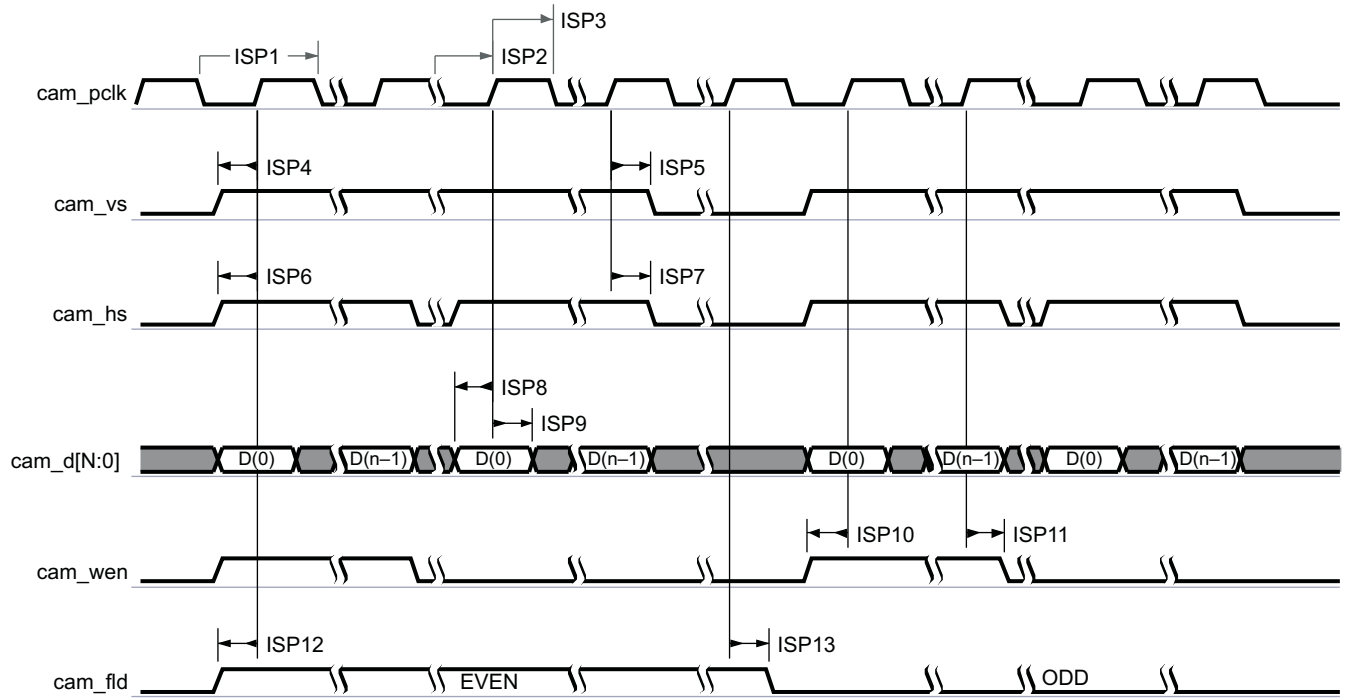 ISP3
ISP1
ISP2
cam_pclk
ISP4
ISP5
cam_vs
ISP6
ISP7
cam_hs
ISP8
ISP9
cam_d[N:0]
D(0)
D(n–1)
D(0)
D(n–1)
D(0)
D(n–1)
D(0)
D(n–1)
ISP10
ISP11
cam_wen
ISP12
ISP13
cam_fld
EVEN
ODD